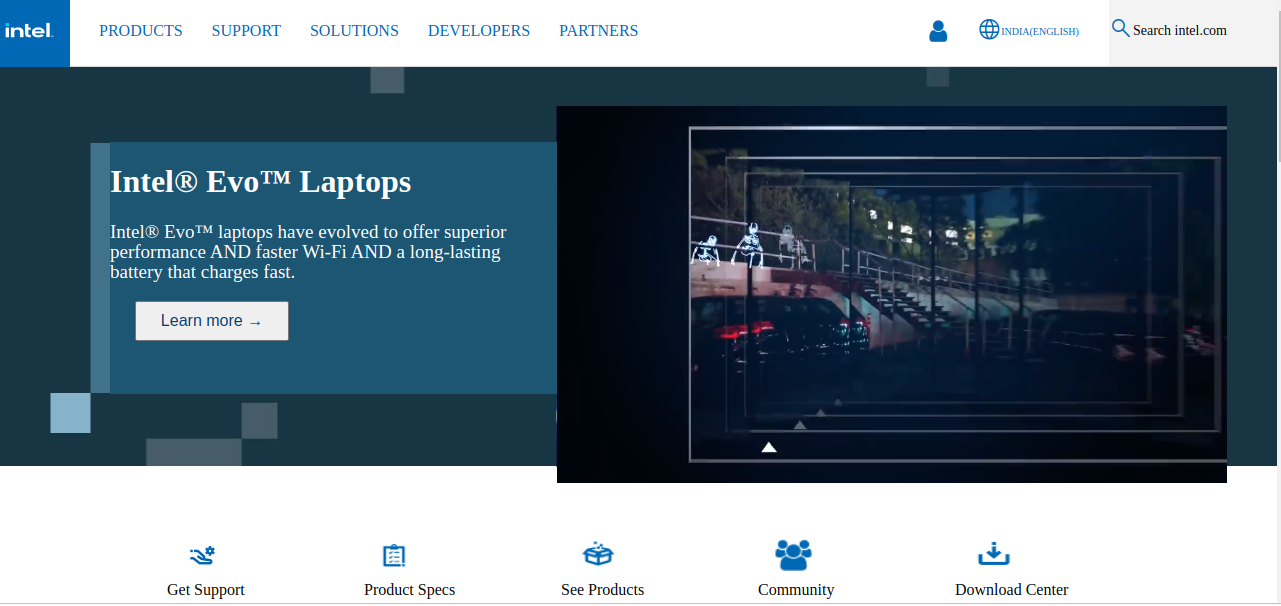 intel.
PRODUCTS SUPPORT SOLUTIONS DEVELOPERS PARTNERS INDIA(ENGLISH) Search intel.com
Intel® Evo™ Laptops
Intel® Evo™ laptops have evolved to offer superior
performance AND faster Wi-Fi AND a long-lasting
battery that charges fast.
Learn more →
Get Support Product Specs See Products Community Download Center